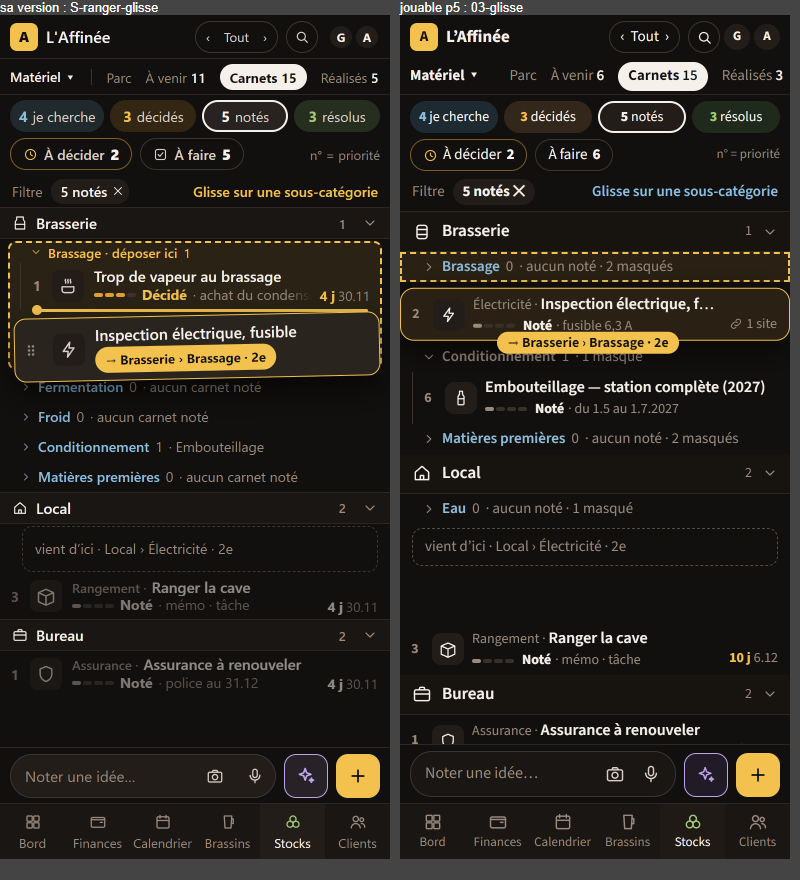 sa version : S-ranger-glisse
A L'Affinée ‹ Tout › G A
Matériel ▾ Parc À venir 11 Carnets 15 Réalisés 5
4 je cherche 3 décidés 5 notés 3 résolus
À décider 2 À faire 5 n° = priorité
Filtre 5 notés × Glisse sur une sous-catégorie
Brasserie 1
Brassage · déposer ici 1
1 Trop de vapeur au brassage
Décidé · achat du condens 4 j 30.11
Inspection électrique, fusible
→ Brasserie › Brassage · 2e
Fermentation 0 · aucun carnet noté
Froid 0 · aucun carnet noté
Conditionnement 1 · Embouteillage
Matières premières 0 · aucun carnet noté
Local 2
vient d'ici · Local › Électricité · 2e
3 Rangement · Ranger la cave
Noté · mémo · tâche 4 j 30.11
Bureau 2
1 Assurance · Assurance à renouveler
Noté · police au 31.12 4 j 30.11
Noter une idée...
Bord Finances Calendrier Brassins Stocks Clients
jouable p5 : 03-glisse
A L’Affinée ‹ Tout › G A
Matériel ▾ Parc À venir 6 Carnets 15 Réalisés 3
4 je cherche 3 décidés 5 notés 3 résolus
À décider 2 À faire 6 n° = priorité
Filtre 5 notés × Glisse sur une sous-catégorie
Brasserie 1
Brassage 0 · aucun noté · 2 masqués
2 Électricité · Inspection électrique, f…
Noté · fusible 6,3 A 1 site
→ Brasserie › Brassage · 2e
Conditionnement 1 · 1 masqué
6 Embouteillage — station complète (2027)
Noté · du 1.5 au 1.7.2027
Matières premières 0 · aucun noté · 2 masqués
Local 2
Eau 0 · aucun noté · 1 masqué
vient d’ici · Local › Électricité · 2e
3 Rangement · Ranger la cave
Noté · mémo · tâche 10 j 6.12
Bureau 2
1 Assurance · Assurance à renouveler
Noter une idée…
Bord Finances Calendrier Brassins Stocks Clients